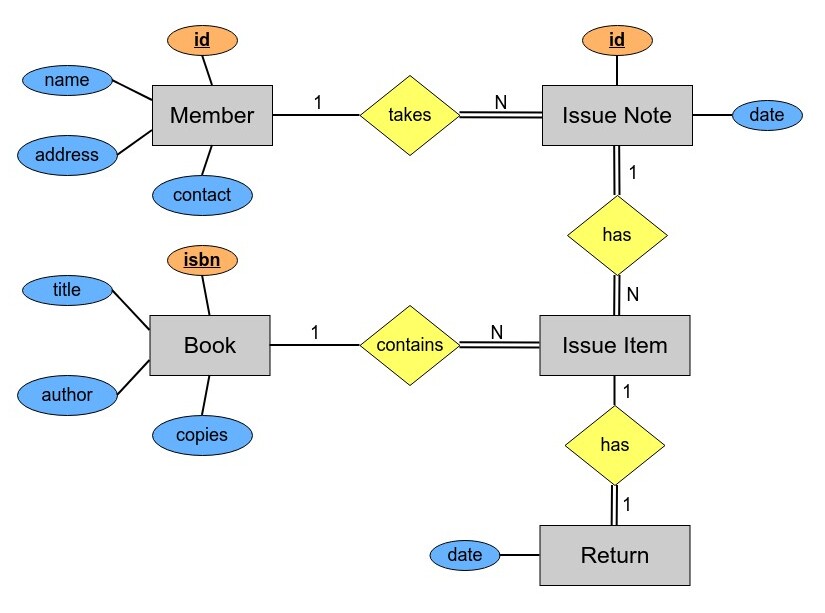 id
id
name
Member
1
takes
N
Issue Note
date
address
contact
1
has
isbn
title
N
Book
1
contains
N
Issue Item
author
1
copies
has
1
date
Return